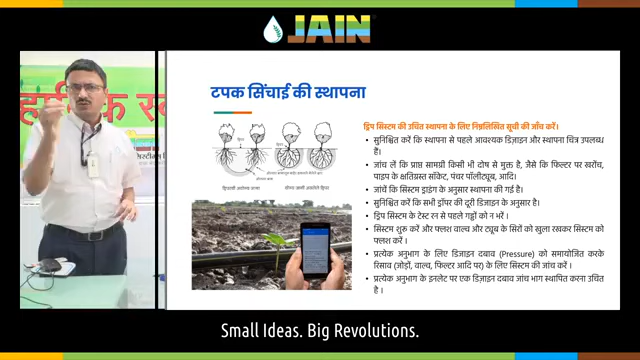 JAIN
टपक सिंचाई की स्थापना
ड्रिप सिस्टम की उचित स्थापना के लिए निम्नलिखित सूची की जाँच करें।
• सुनिश्चित करें कि स्थापना से पहले आवश्यक डिज़ाइन और स्थापना चित्र उपलब्ध
हैं।
• जांच लें कि प्राप्त सामग्री किसी भी दोष से मुक्त है, जैसे कि फिल्टर पर खरोंच,
पाइप के क्षतिग्रस्त सॉकेट, पंचर पॉलीट्यूब, आदि।
• जांचें कि सिस्टम ड्राइंग के अनुसार स्थापना की गई है।
• सुनिश्चित करें कि सभी ड्रॉपर की दूरी डिजाइन के अनुसार है।
• ड्रिप सिस्टम के टेस्ट रन से पहले गड्ढों को न भरें।
• सिस्टम शुरू करें और फ्लश वाल्व और ट्यूब के सिरों को खुला रखकर सिस्टम को
फ्लश करें।
• प्रत्येक अनुभाग के लिए डिजाइन दबाव (Pressure) को समायोजित करके
रिसाव (जोड़ों, वाल्व, फिल्टर आदि पर) के लिए सिस्टम की जांच करें।
• प्रत्येक अनुभाग के इनलेट पर एक डिज़ाइन दबाव जांच भाग स्थापित करना उचित
है।
Small Ideas. Big Revolutions.